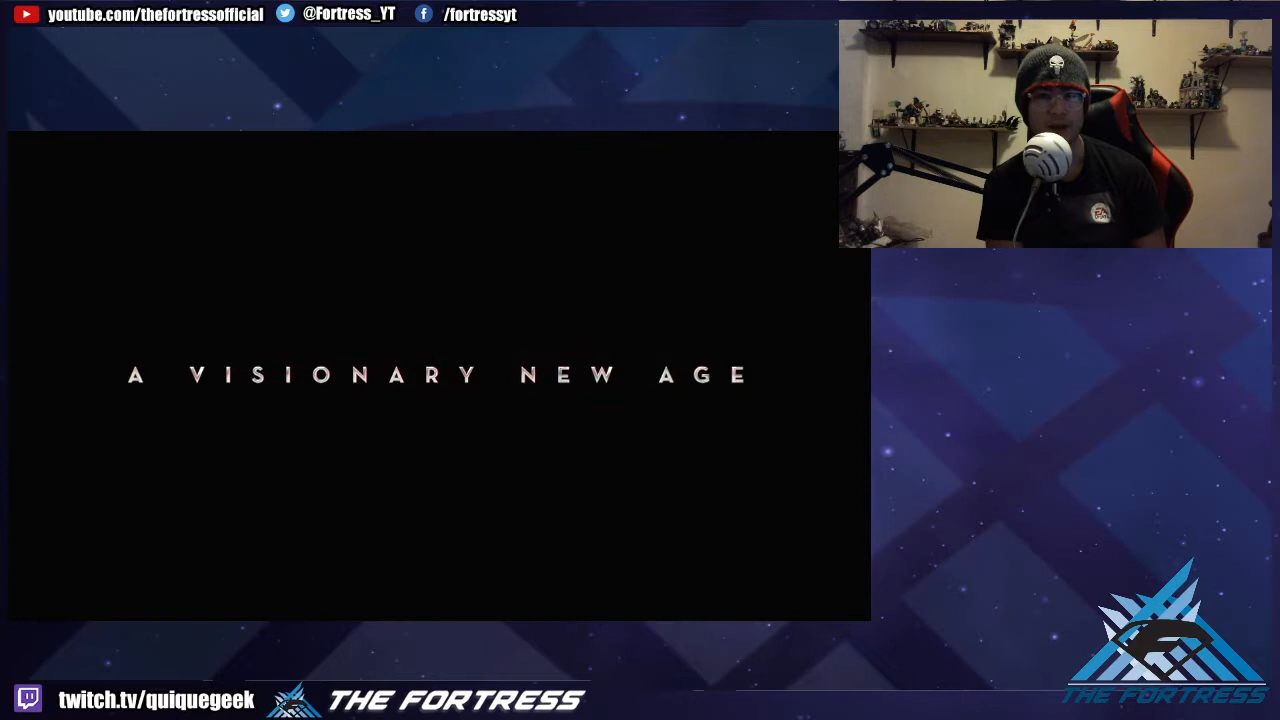 youtube.com/thefortressofficial @Fortress_YT /fortressyt
A VISIONARY NEW AGE
twitch.tv/quiquegeek THE FORTRESS
THE FORTRESS